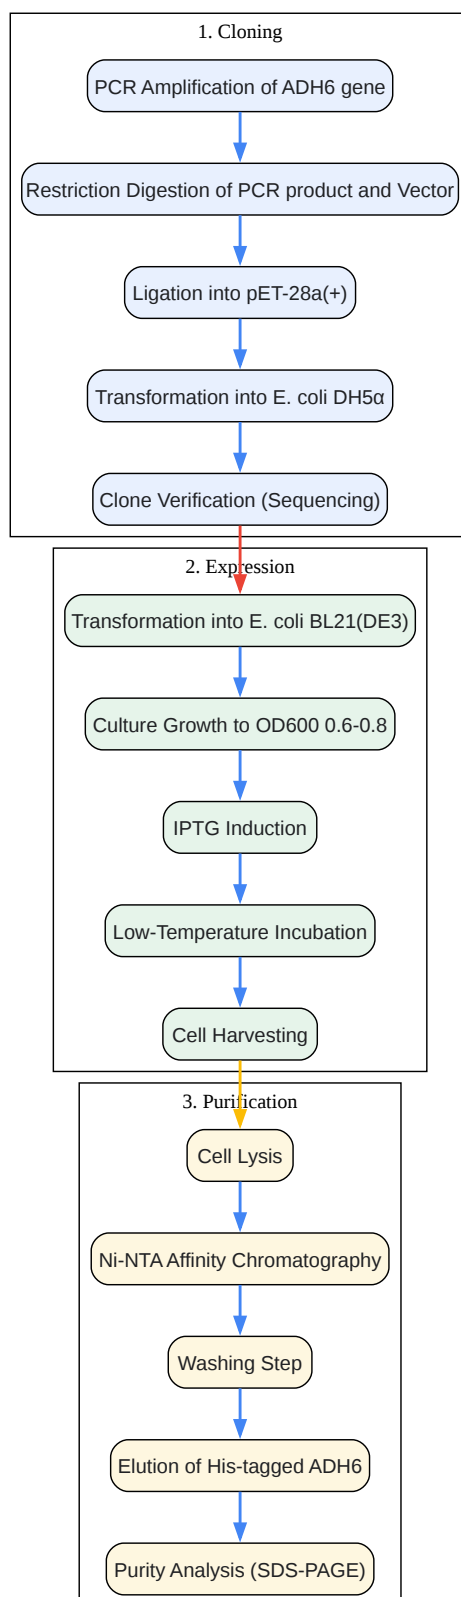 1. Cloning
PCR Amplification of ADH6 gene
Restriction Digestion of PCR product and Vector
Ligation into pET-28a(+)
Transformation into E. coli DH5α
Clone Verification (Sequencing)
2. Expression
Transformation into E. coli BL21(DE3)
Culture Growth to OD600 0.6-0.8
IPTG Induction
Low-Temperature Incubation
Cell Harvesting
3. Purification
Cell Lysis
Ni-NTA Affinity Chromatography
Washing Step
Elution of His-tagged ADH6
Purity Analysis (SDS-PAGE)